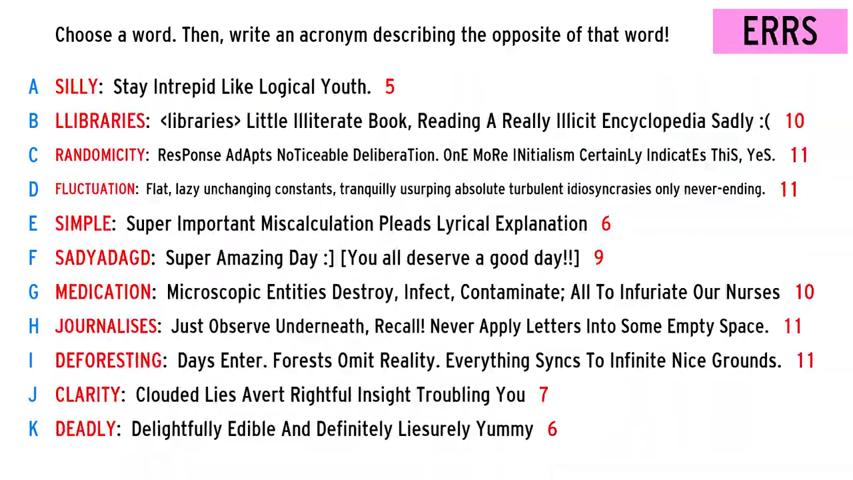 Choose a word. Then, write an acronym describing the opposite of that word!
ERRS
A SILLY: Stay Intrepid Like Logical Youth. 5
B LLIBRARIES: <libraries> Little Illiterate Book, Reading A Really Illicit Encyclopedia Sadly :( 10
C RANDOMICITY: ResPonse AdApts NoTiceable DeliberaTion. OnE MoRe INitialism CertainLy IndicatEs ThiS, YeS. 11
D FLUCTUATION: Flat, lazy unchanging constants, tranquilly usurping absolute turbulent idiosyncrasies only never-ending. 11
E SIMPLE: Super Important Miscalculation Pleads Lyrical Explanation 6
F SADYADAGD: Super Amazing Day :] [You all deserve a good day!!] 9
G MEDICATION: Microscopic Entities Destroy, Infect, Contaminate; All To Infuriate Our Nurses 10
H JOURNALISES: Just Observe Underneath, Recall! Never Apply Letters Into Some Empty Space. 11
I DEFORESTING: Days Enter. Forests Omit Reality. Everything Syncs To Infinite Nice Grounds. 11
J CLARITY: Clouded Lies Avert Rightful Insight Troubling You 7
K DEADLY: Delightfully Edible And Definitely Liesurely Yummy 6